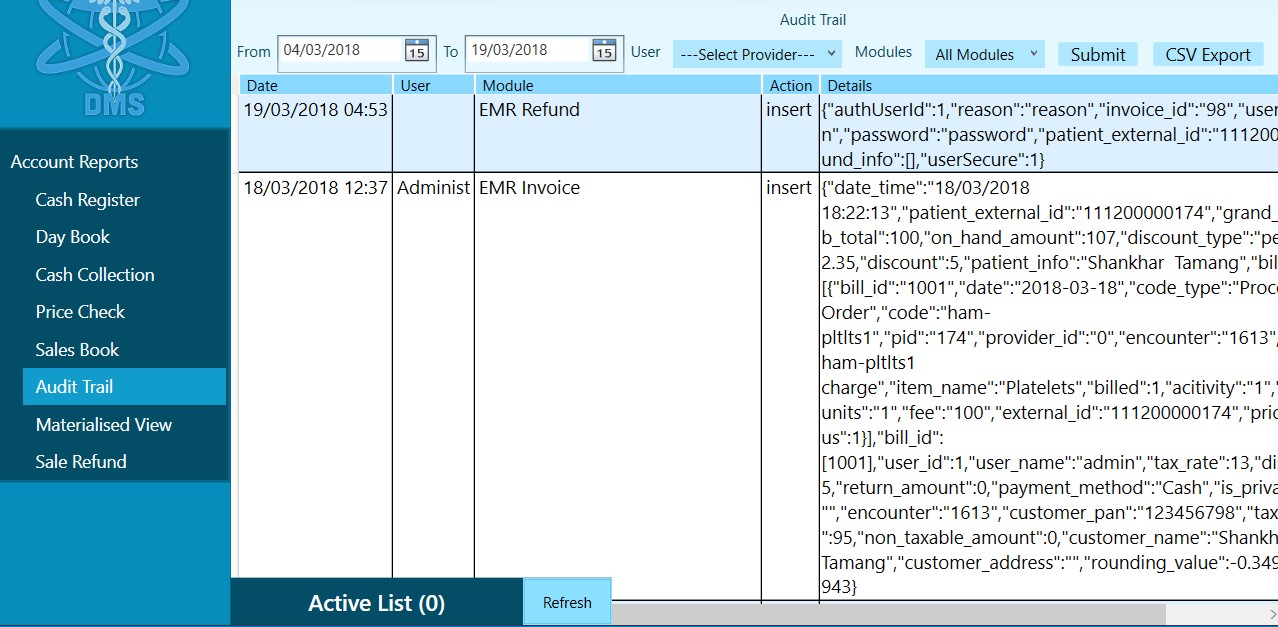 DMS
Audit Trail
From 04/03/2018 15 To 19/03/2018 15 User ---Select Provider--- Modules All Modules Submit CSV Export
Date User Module Action Details
19/03/2018 04:53 EMR Refund insert {"authUserId":1,"reason":"reason","invoice_id":"98","user
n","password":"password","patient_external_id":"111200
und_info":[],"userSecure":1}
18/03/2018 12:37 Administ EMR Invoice insert {"date_time":"18/03/2018
18:22:13","patient_external_id":"111200000174","grand_
b_total":100,"on_hand_amount":107,"discount_type":"pe
2.35,"discount":5,"patient_info":"Shankhar Tamang","bil
[{"bill_id":"1001","date":"2018-03-18","code_type":"Proc
Order","code":"ham-
pltlts1","pid":"174","provider_id":"0","encounter":"1613",
ham-pltlts1
charge","item_name":"Platelets","billed":1,"acitivity":"1","
units":"1","fee":"100","external_id":"111200000174","pric
us":1}],"bill_id":
[1001],"user_id":1,"user_name":"admin","tax_rate":13,"dis
5,"return_amount":0,"payment_method":"Cash","is_priva
"","encounter":"1613","customer_pan":"123456798","tax
":95,"non_taxable_amount":0,"customer_name":"Shankh
Tamang","customer_address":"","rounding_value":-0.349
943}
Account Reports
Cash Register
Day Book
Cash Collection
Price Check
Sales Book
Audit Trail
Materialised View
Sale Refund
Active List (0) Refresh